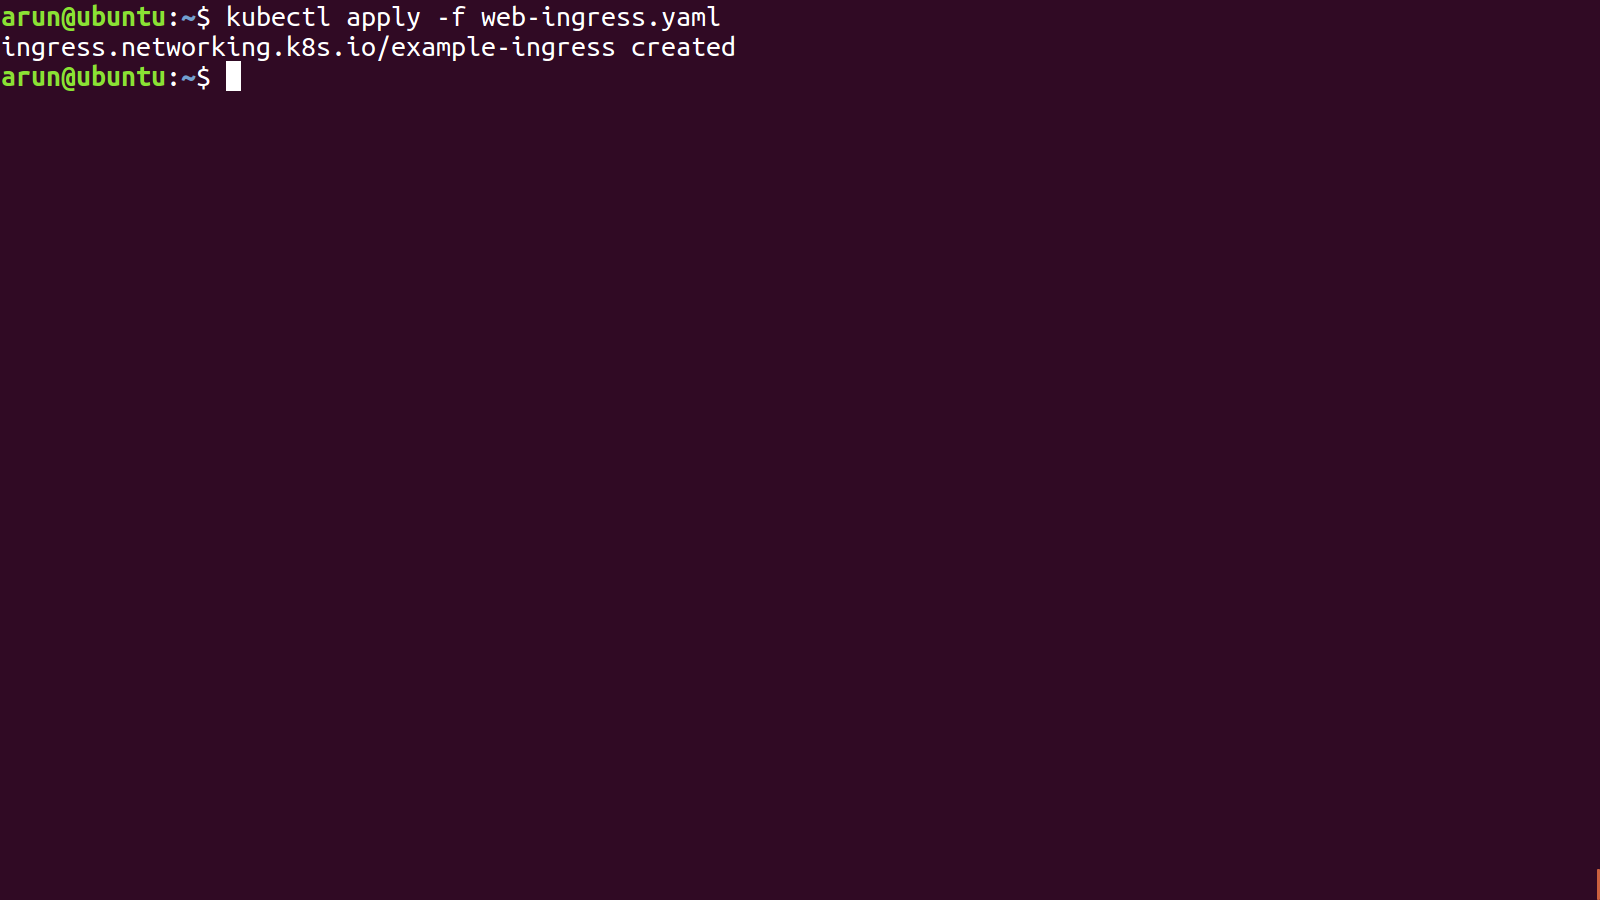 arun@ubuntu:~$ kubectl apply -f web-ingress.yaml
ingress.networking.k8s.io/example-ingress created
arun@ubuntu:~$